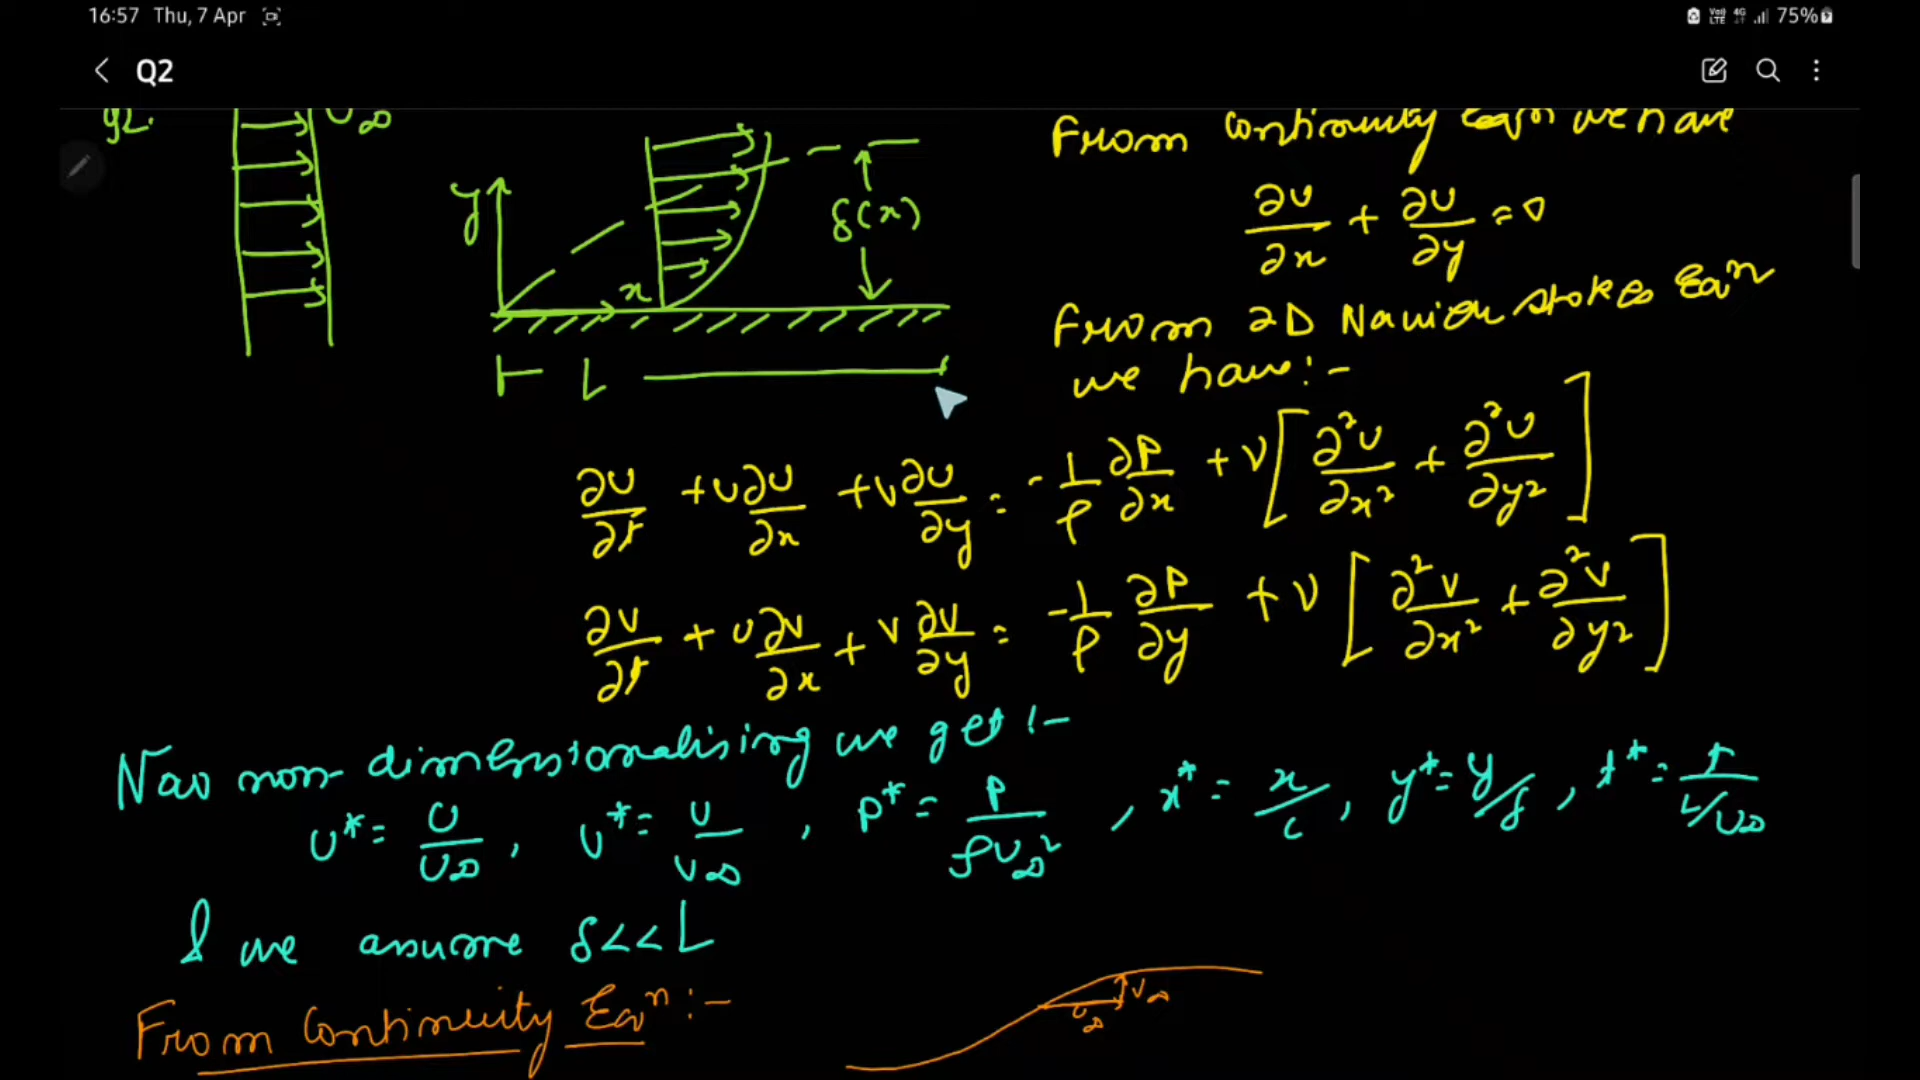 16:57 Thu, 7 Apr
75%
Q2
U∞
y
x
δ(x)
L
From Continuity Eqn we have
∂u/∂x + ∂u/∂y = 0
From 2D Navier Stokes Eqn
we have:-
∂u/∂t + u∂u/∂x + v∂u/∂y = -1/ρ ∂P/∂x + ν[∂²u/∂x² + ∂²u/∂y²]
∂v/∂t + u∂v/∂x + v∂v/∂y = -1/ρ ∂P/∂y + ν[∂²v/∂x² + ∂²v/∂y²]
Now non-dimensionalising we get :-
u* = u/U∞, v* = v/v∞, P* = P/ρU∞², x* = x/L, y* = y/δ, t* = t/L/U∞
& we assume δ<<L
From Continuity Eqn :-
U∞ V∞